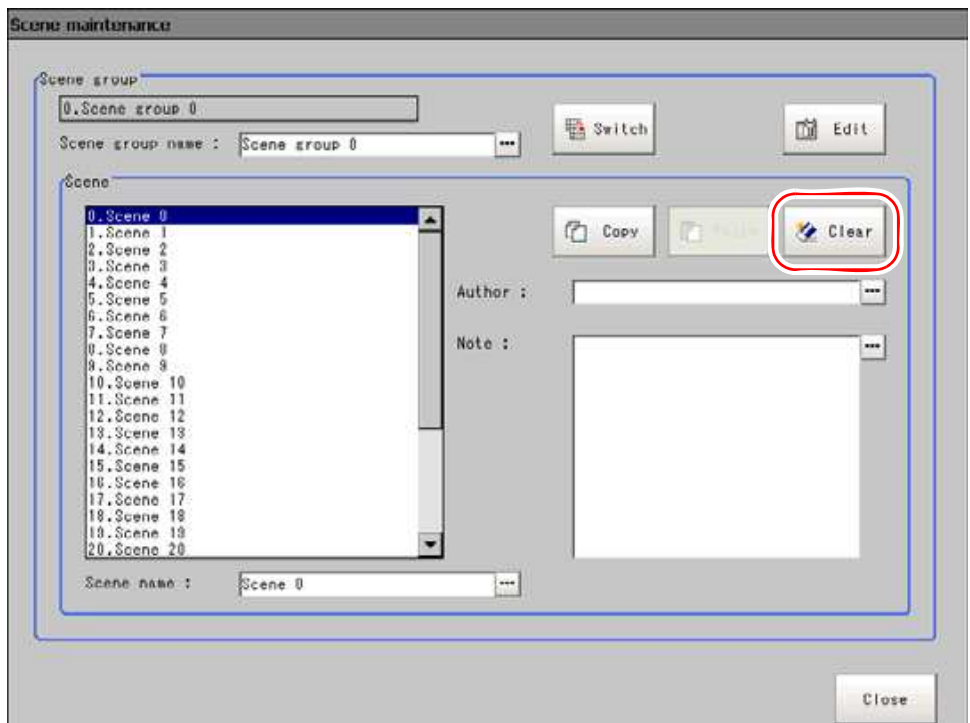 Scene maintenance
Scene group
0.Scene group 0
Scene group name : Scene group 0 ...
Switch
Edit
Scene
0.Scene 0
1.Scene 1
2.Scene 2
3.Scene 3
4.Scene 4
5.Scene 5
6.Scene 6
7.Scene 7
8.Scene 8
9.Scene 9
10.Scene 10
11.Scene 11
12.Scene 12
13.Scene 13
14.Scene 14
15.Scene 15
16.Scene 16
17.Scene 17
18.Scene 18
19.Scene 19
20.Scene 20
Copy
Clear
Author : ...
Note : ...
Scene name : Scene 0 ...
Close